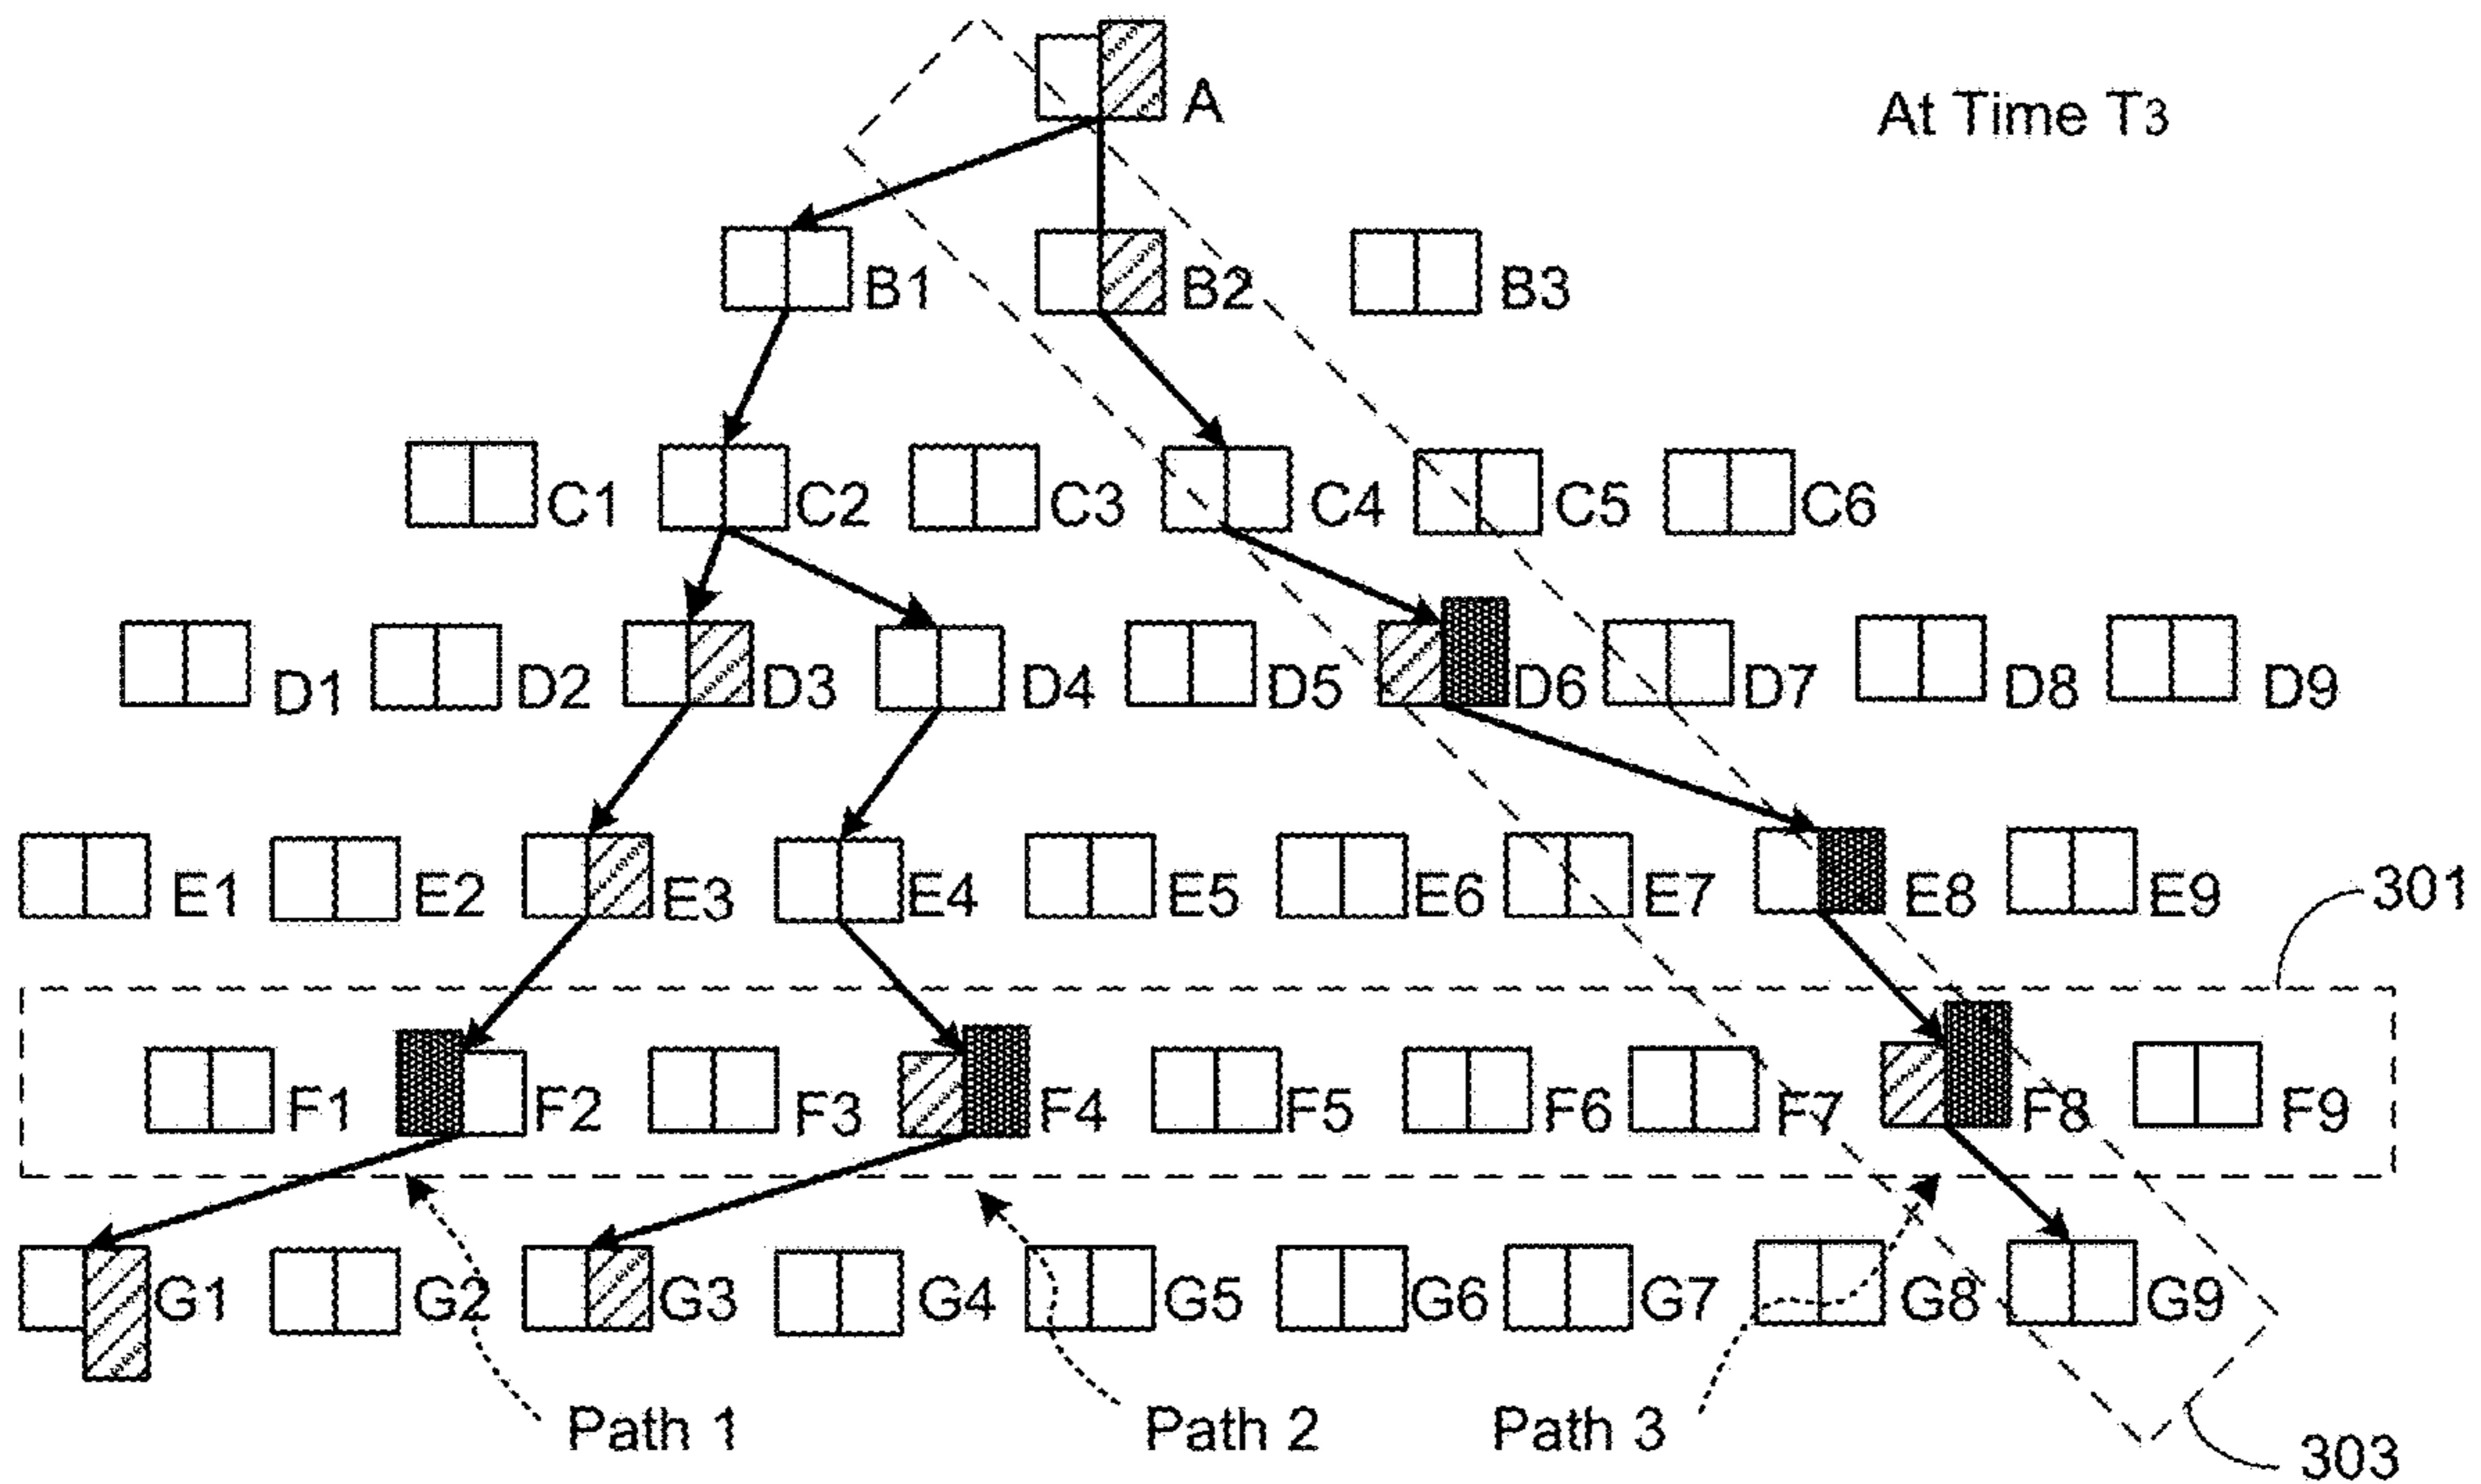 A
At Time T3
B1 B2 B3
C1 C2 C3 C4 C5 C6
D1 D2 D3 D4 D5 D6 D7 D8 D9
E1 E2 E3 E4 E5 E6 E7 E8 E9
301
F1 F2 F3 F4 F5 F6 F7 F8 F9
G1 G2 G3 G4 G5 G6 G7 G8 G9
Path 1 Path 2 Path 3
303